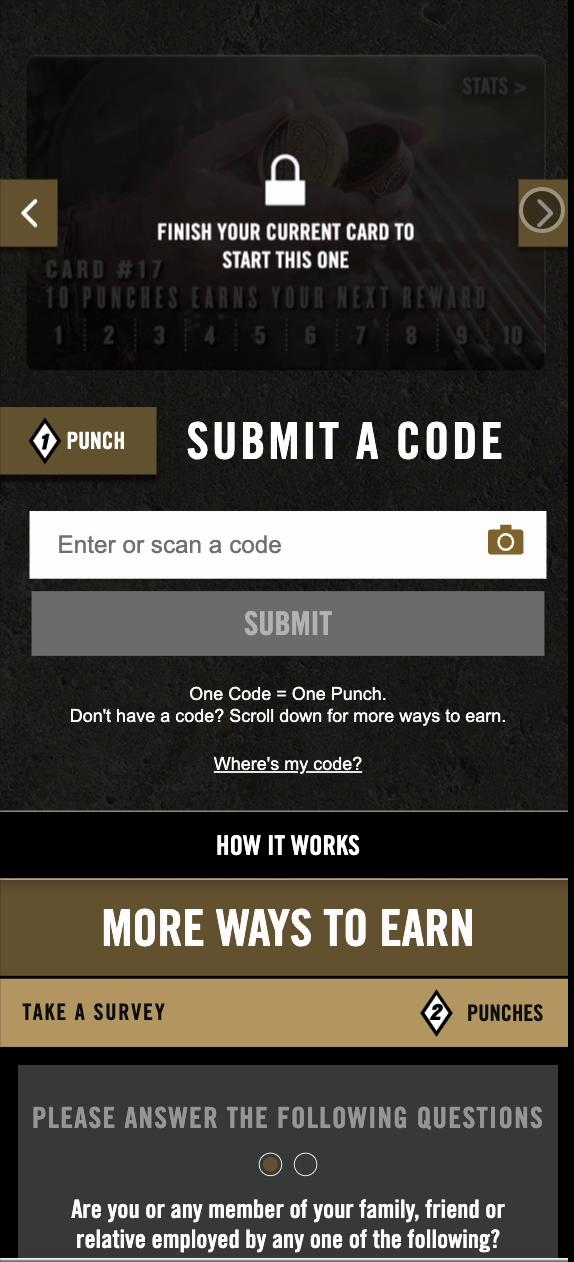 STATS >
FINISH YOUR CURRENT CARD TO
START THIS ONE
CARD #17
10 PUNCHES EARNS YOUR NEXT REWARD
1 2 3 4 5 6 7 8 9 10
1 PUNCH
SUBMIT A CODE
Enter or scan a code
SUBMIT
One Code = One Punch.
Don't have a code? Scroll down for more ways to earn.
Where's my code?
HOW IT WORKS
MORE WAYS TO EARN
TAKE A SURVEY 2 PUNCHES
PLEASE ANSWER THE FOLLOWING QUESTIONS
Are you or any member of your family, friend or
relative employed by any one of the following?